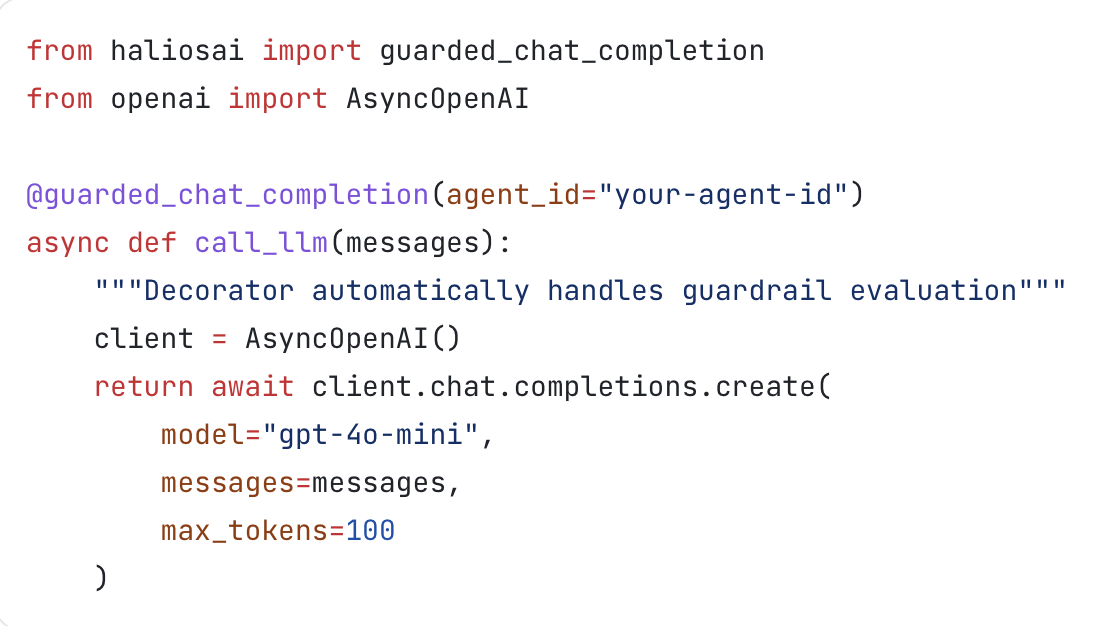 from haliosai import guarded_chat_completion
from openai import AsyncOpenAI

@guarded_chat_completion(agent_id="your-agent-id")
async def call_llm(messages):
    """Decorator automatically handles guardrail evaluation"""
    client = AsyncOpenAI()
    return await client.chat.completions.create(
        model="gpt-4o-mini",
        messages=messages,
        max_tokens=100
    )